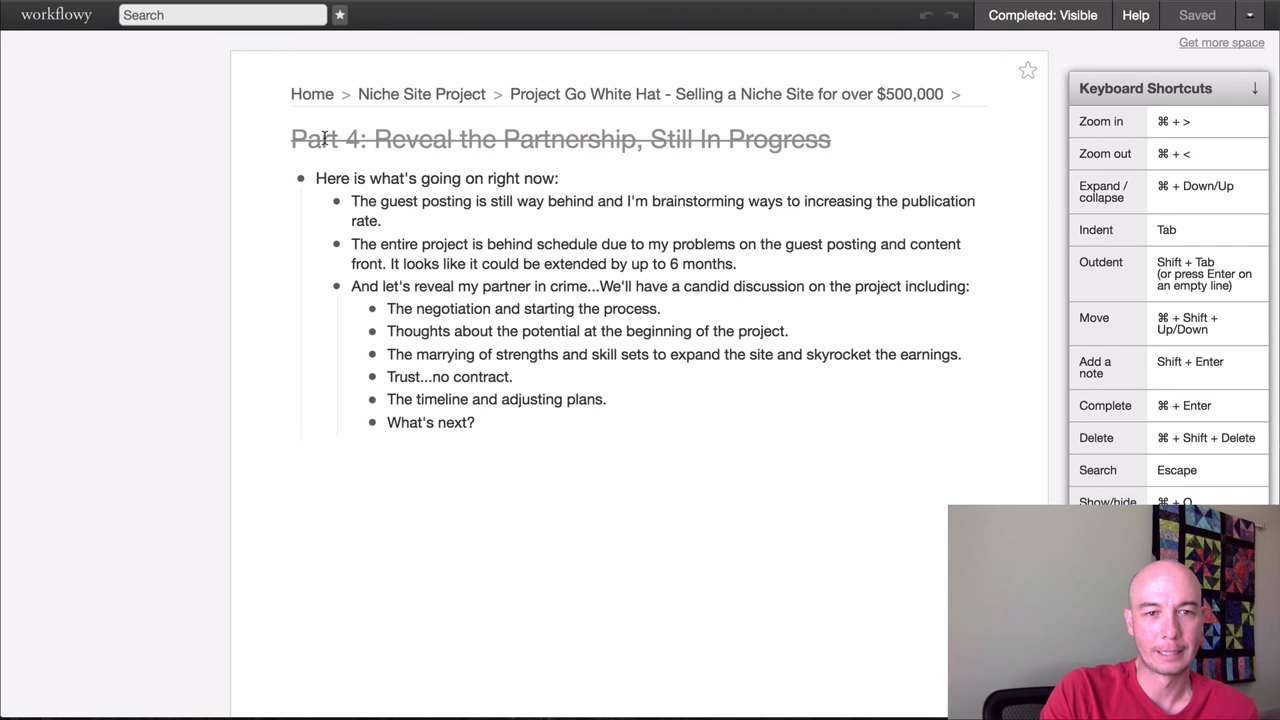 workflowy
Search
★
Completed: Visible
Help
Saved
Get more space
Home > Niche Site Project > Project Go White Hat - Selling a Niche Site for over $500,000 >
Part 4: Reveal the Partnership, Still In Progress
Here is what's going on right now:
The guest posting is still way behind and I'm brainstorming ways to increasing the publication
rate.
The entire project is behind schedule due to my problems on the guest posting and content
front. It looks like it could be extended by up to 6 months.
And let's reveal my partner in crime...We'll have a candid discussion on the project including:
The negotiation and starting the process.
Thoughts about the potential at the beginning of the project.
The marrying of strengths and skill sets to expand the site and skyrocket the earnings.
Trust...no contract.
The timeline and adjusting plans.
What's next?
Keyboard Shortcuts ↓
Zoom in ⌘ + >
Zoom out ⌘ + <
Expand / ⌘ + Down/Up
collapse
Indent Tab
Outdent Shift + Tab
(or press Enter on
an empty line)
Move ⌘ + Shift +
Up/Down
Add a Shift + Enter
note
Complete ⌘ + Enter
Delete ⌘ + Shift + Delete
Search Escape
Show/hide ⌘ + O